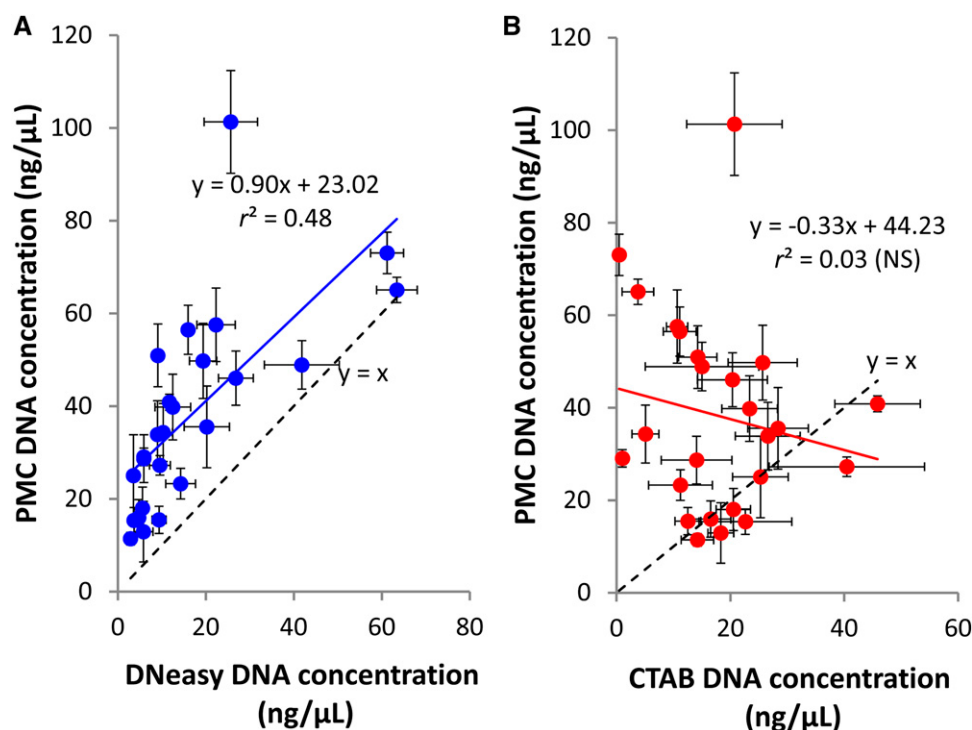 A
120
100
80
60
40
20
0
PMC DNA concentration (ng/µL)
y = 0.90x + 23.02
r² = 0.48
y = x
0 20 40 60 80
DNeasy DNA concentration
(ng/µL)
B
120
100
80
60
40
20
0
PMC DNA concentration (ng/µL)
y = -0.33x + 44.23
r² = 0.03 (NS)
y = x
0 20 40 60
CTAB DNA concentration
(ng/µL)